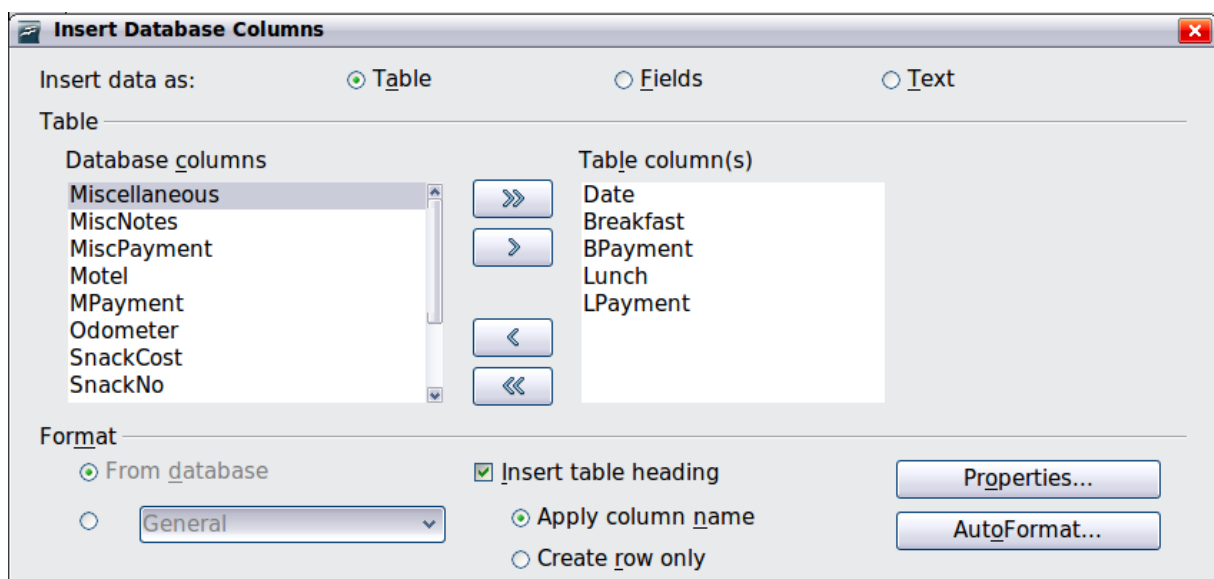 Insert Database Columns
Insert data as: Table Fields Text
Table
Database columns
Miscellaneous
MiscNotes
MiscPayment
Motel
MPayment
Odometer
SnackCost
SnackNo
Table column(s)
Date
Breakfast
BPayment
Lunch
LPayment
Format
From database
General
Insert table heading
Apply column name
Create row only
Properties...
AutoFormat...